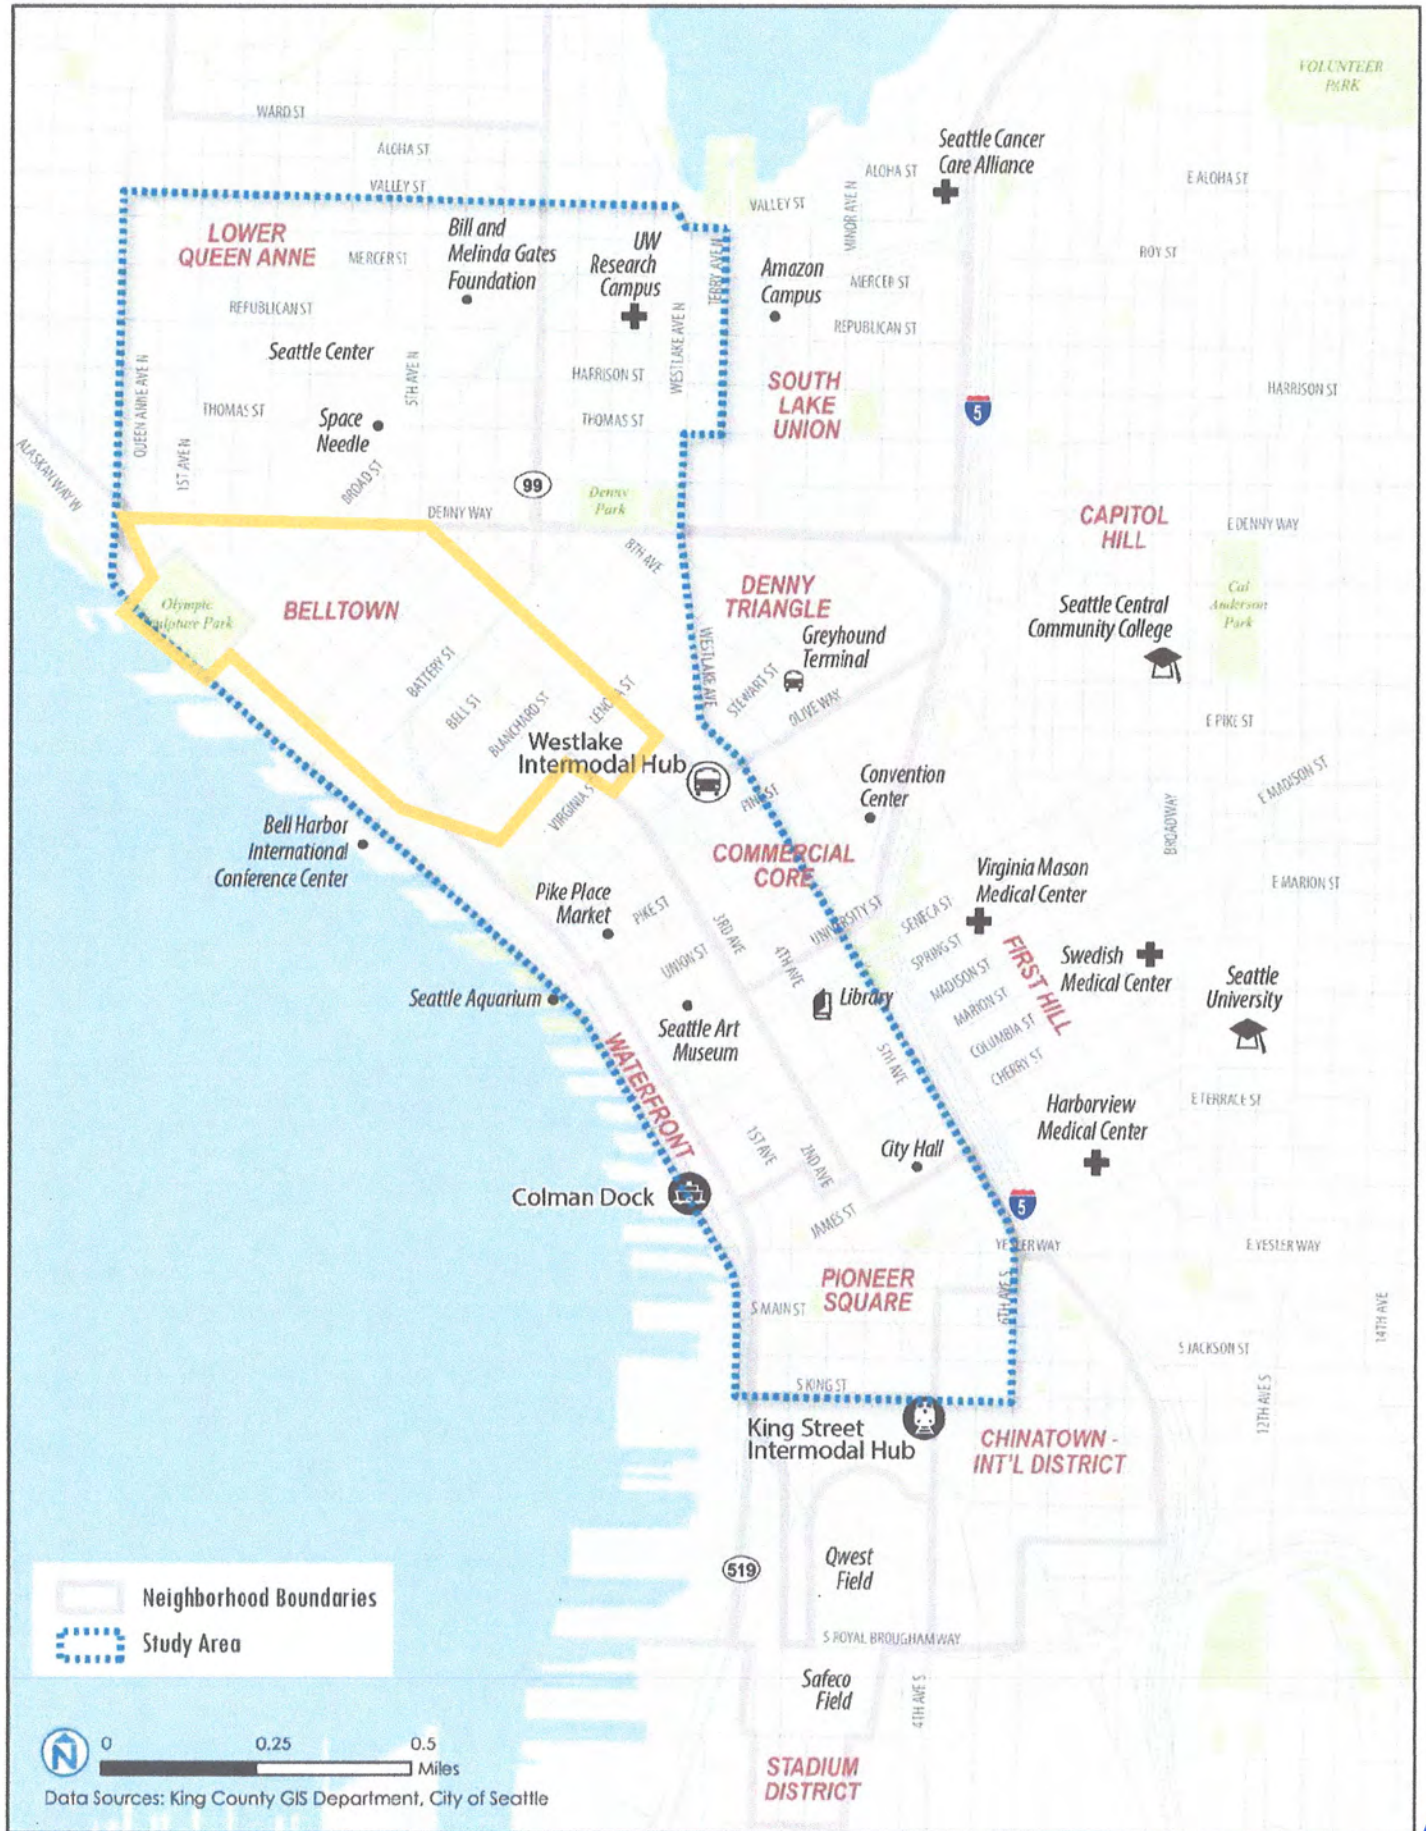 VOLUNTEER
PARK
WARD ST
ALOHA ST
VALLEY ST
Seattle Cancer
Care Alliance
ALOHA ST
E ALOHA ST
VALLEY ST
MINOR AVE N
LOWER
QUEEN ANNE
MERCER ST
Bill and
Melinda Gates
Foundation
UW
Research
Campus
TERRY AVE N
Amazon
Campus
MERCER ST
ROY ST
REPUBLICAN ST
REPUBLICAN ST
WESTLAKE AVE N
Seattle Center
5TH AVE N
HARRISON ST
SOUTH
LAKE
UNION
HARRISON ST
5
QUEEN ANNE AVE N
THOMAS ST
THOMAS ST
Space
Needle
1ST AVE N
BROAD ST
ALASKAN WAY W
99
Denny
Park
DENNY WAY
CAPITOL
HILL
E DENNY WAY
8TH AVE
DENNY
TRIANGLE
Cal
Anderson
Park
Olympic
Sculpture Park
BELLTOWN
Seattle Central
Community College
Greyhound
Terminal
WESTLAKE AVE
STEWART ST
OLIVE WAY
BATTERY ST
BELL ST
BLANCHARD ST
LENORA ST
E PIKE ST
Westlake
Intermodal Hub
VIRGINIA S
PINE ST
Convention
Center
E MADISON ST
BROADWAY
Bell Harbor
International
Conference Center
COMMERCIAL
CORE
Virginia Mason
Medical Center
E MARION ST
Pike Place
Market
PIKE ST
3RD AVE
UNIVERSITY ST
SENECA ST
SPRING ST
MADISON ST
MARION ST
COLUMBIA ST
CHERRY ST
FIRST HILL
Swedish
Medical Center
Seattle
University
UNION ST
4TH AVE
Library
Seattle Aquarium
Seattle Art
Museum
WATERFRONT
5TH AVE
Harborview
Medical Center
E TERRACE ST
1ST AVE
2ND AVE
City Hall
Colman Dock
JAMES ST
5
YESLER WAY
E YESLER WAY
PIONEER
SQUARE
S MAIN ST
6TH AVE S
14TH AVE
S JACKSON ST
S KING ST
12TH AVE S
King Street
Intermodal Hub
CHINATOWN -
INT'L DISTRICT
519
Qwest
Field
Neighborhood Boundaries
Study Area
S ROYAL BROUGHAM WAY
Safeco
Field
4TH AVE S
N
0 0.25 0.5
Miles
STADIUM
DISTRICT
Data Sources: King County GIS Department, City of Seattle